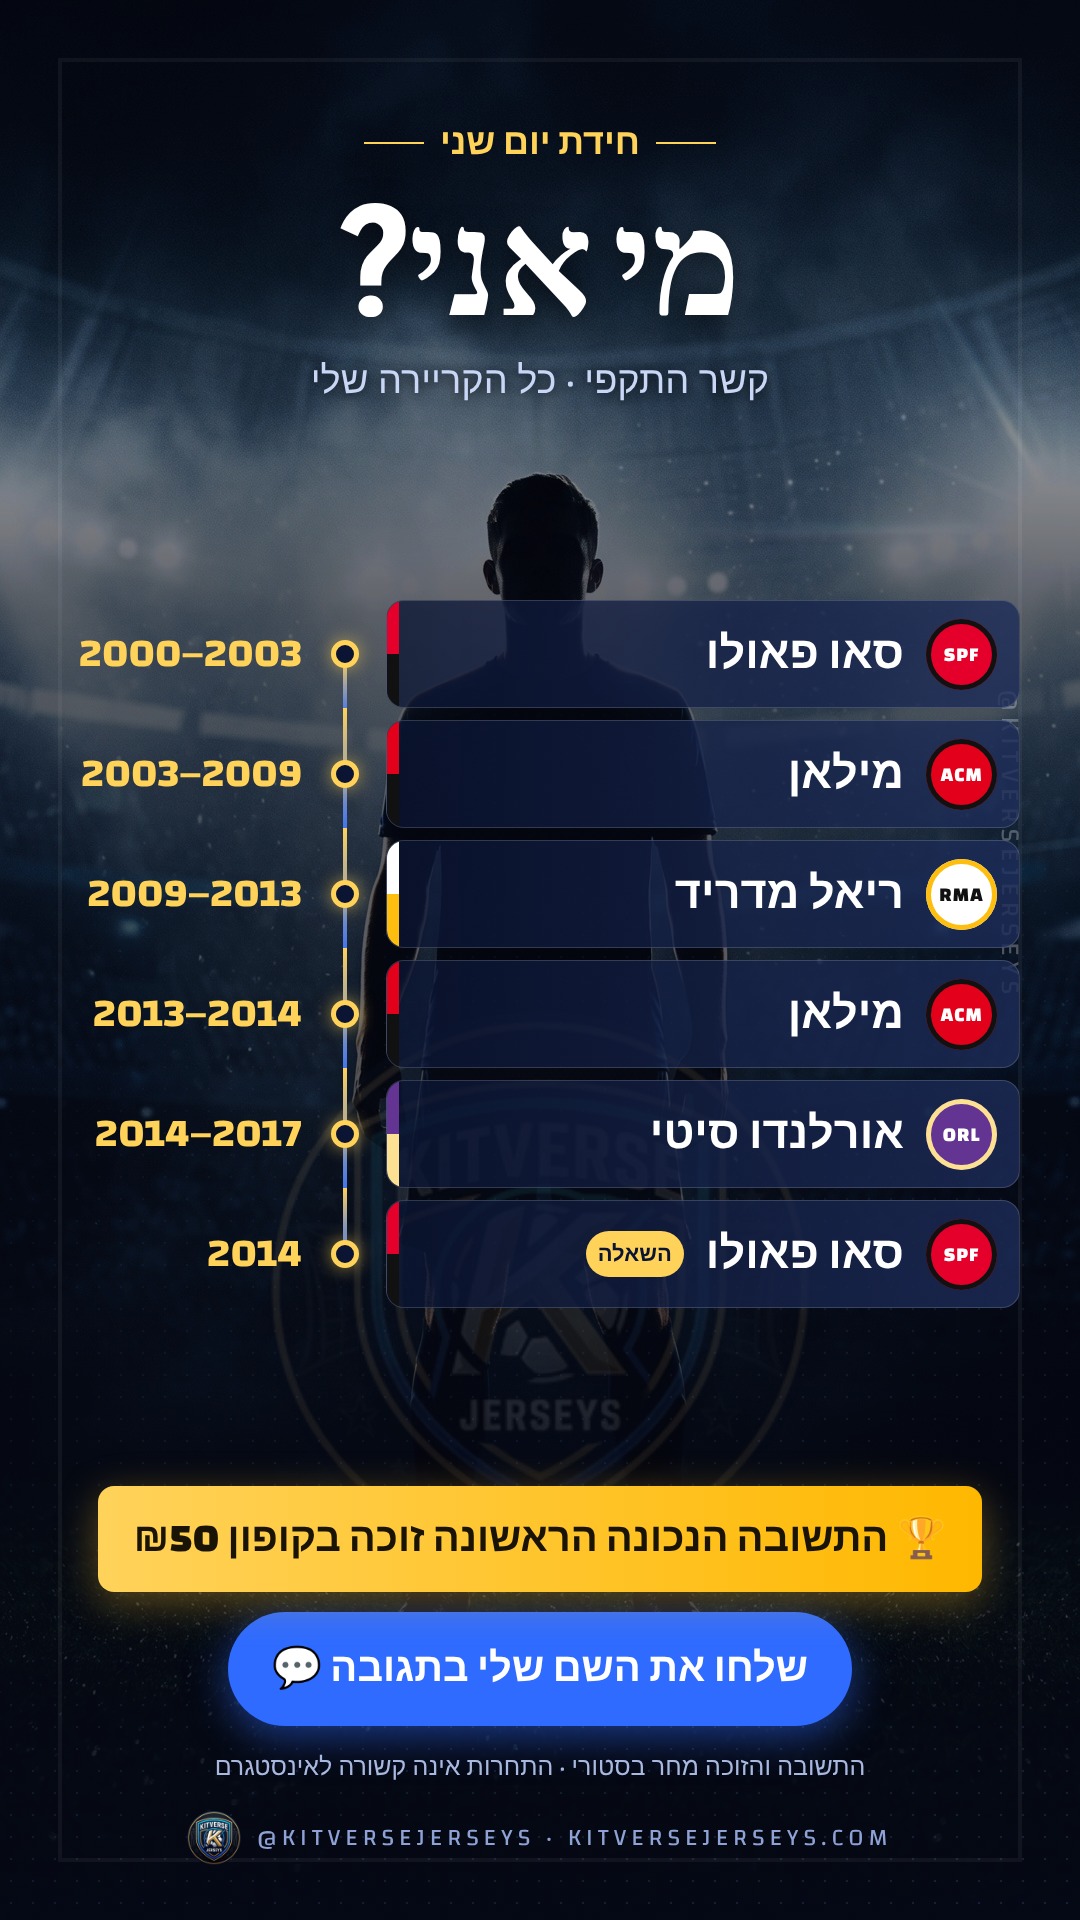 חידת יום שני
מי אני?
קשר התקפי · כל הקריירה שלי
2000–2003 סאו פאולו SPF
2003–2009 מילאן ACM
2009–2013 ריאל מדריד RMA
2013–2014 מילאן ACM
2014–2017 אורלנדו סיטי ORL
2014 סאו פאולו השאלה SPF
@KITVERSEJERSEYS
KITVERSE
K
JERSEYS
🏆 התשובה הנכונה הראשונה זוכה בקופון 50₪
שלחו את השם שלי בתגובה 💬
התשובה והזוכה מחר בסטורי · התחרות אינה קשורה לאינסטגרם
KITVERSE
K
JERSEYS
@KITVERSEJERSEYS · KITVERSEJERSEYS.COM